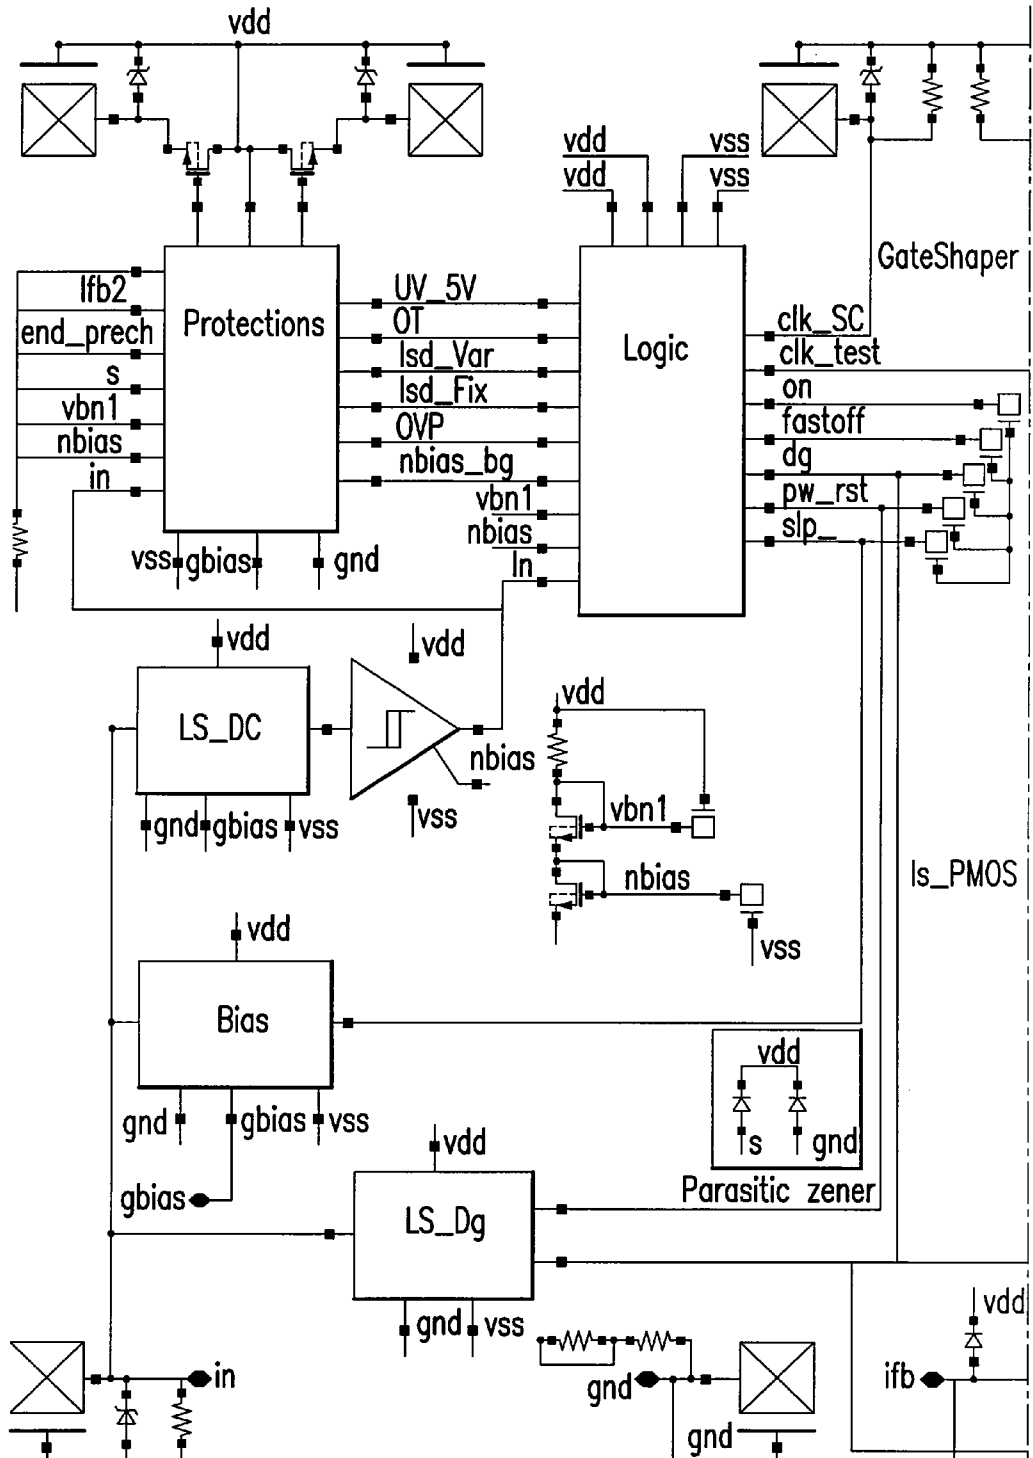 vdd
vdd
vss
vdd
vss
GateShaper
Ifb2
end_prech
s
vbn1
nbias
in
Protections
UV_5V
OT
Isd_Var
Isd_Fix
OVP
nbias_bg
vbn1
nbias
In
Logic
clk_SC
clk_test
on
fastoff
dg
pw_rst
slp_
vss
gbias
gnd
vdd
LS_DC
gnd
gbias
vss
vdd
nbias
vss
vdd
vbn1
nbias
vss
Is_PMOS
vdd
Bias
gnd
gbias
vss
gbias
vdd
s
gnd
Parasitic zener
vdd
LS_Dg
gnd
vss
in
gnd
gnd
vdd
ifb